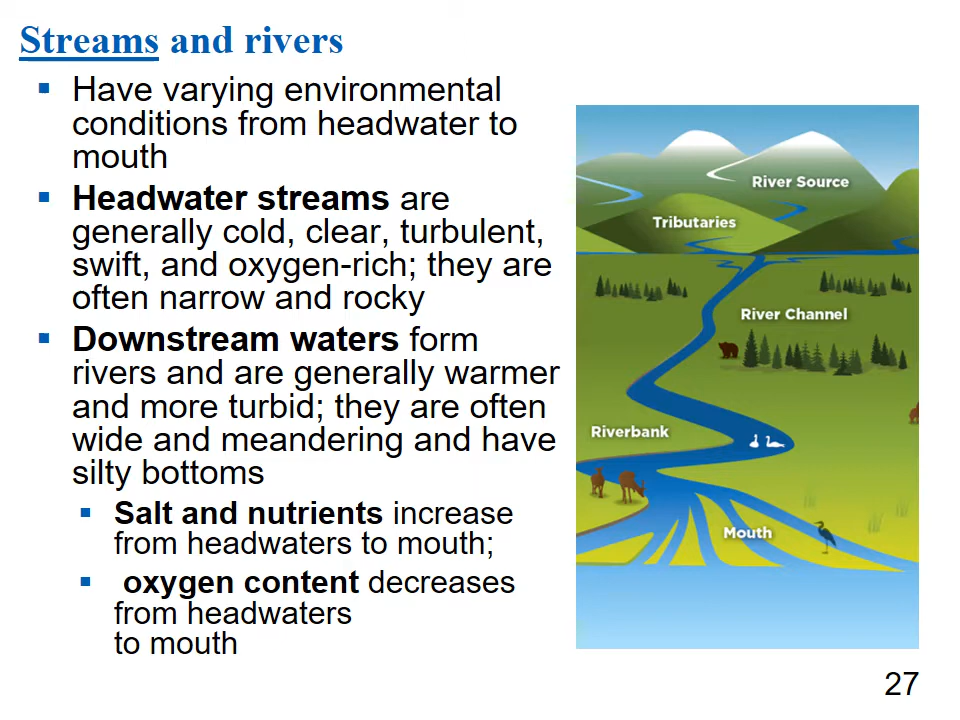 Streams and rivers
▪ Have varying environmental
conditions from headwater to
mouth
▪ Headwater streams are
generally cold, clear, turbulent,
swift, and oxygen-rich; they are
often narrow and rocky
▪ Downstream waters form
rivers and are generally warmer
and more turbid; they are often
wide and meandering and have
silty bottoms
▪ Salt and nutrients increase
from headwaters to mouth;
▪ oxygen content decreases
from headwaters
to mouth
River Source
Tributaries
River Channel
Riverbank
Mouth
27